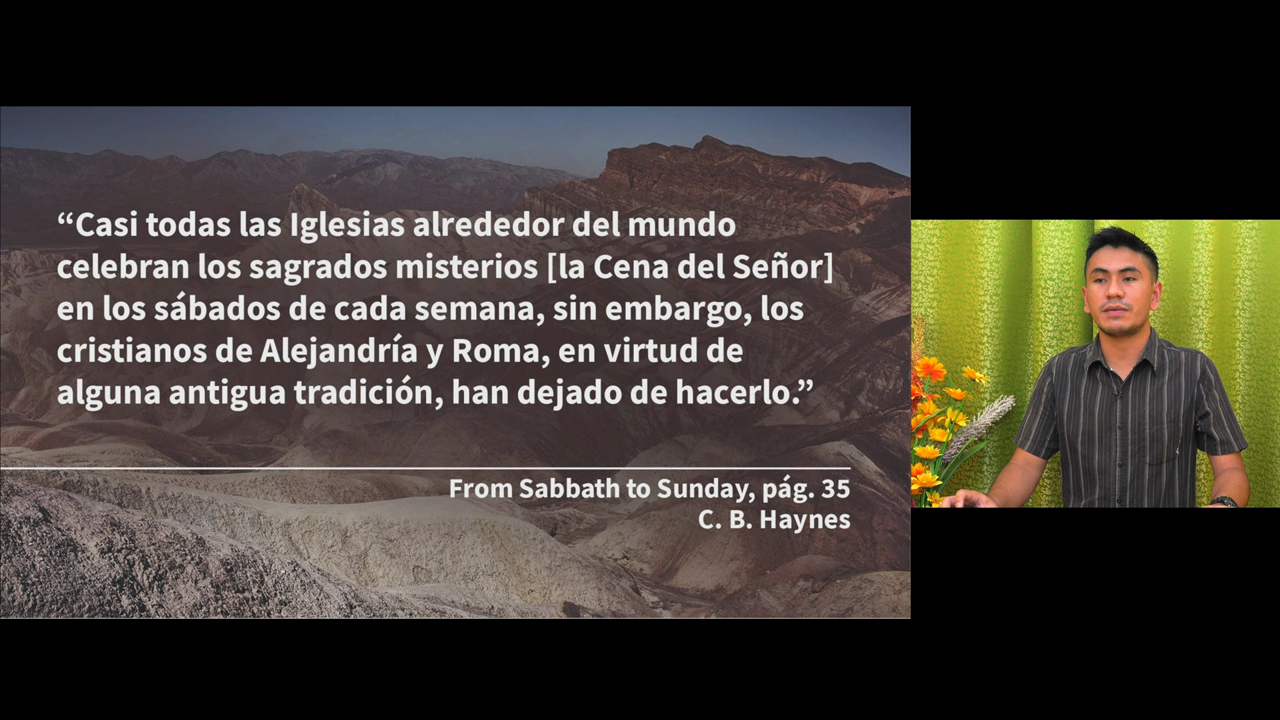 “Casi todas las Iglesias alrededor del mundo
celebran los sagrados misterios [la Cena del Señor]
en los sábados de cada semana, sin embargo, los
cristianos de Alejandría y Roma, en virtud de
alguna antigua tradición, han dejado de hacerlo.”
From Sabbath to Sunday, pág. 35
C. B. Haynes